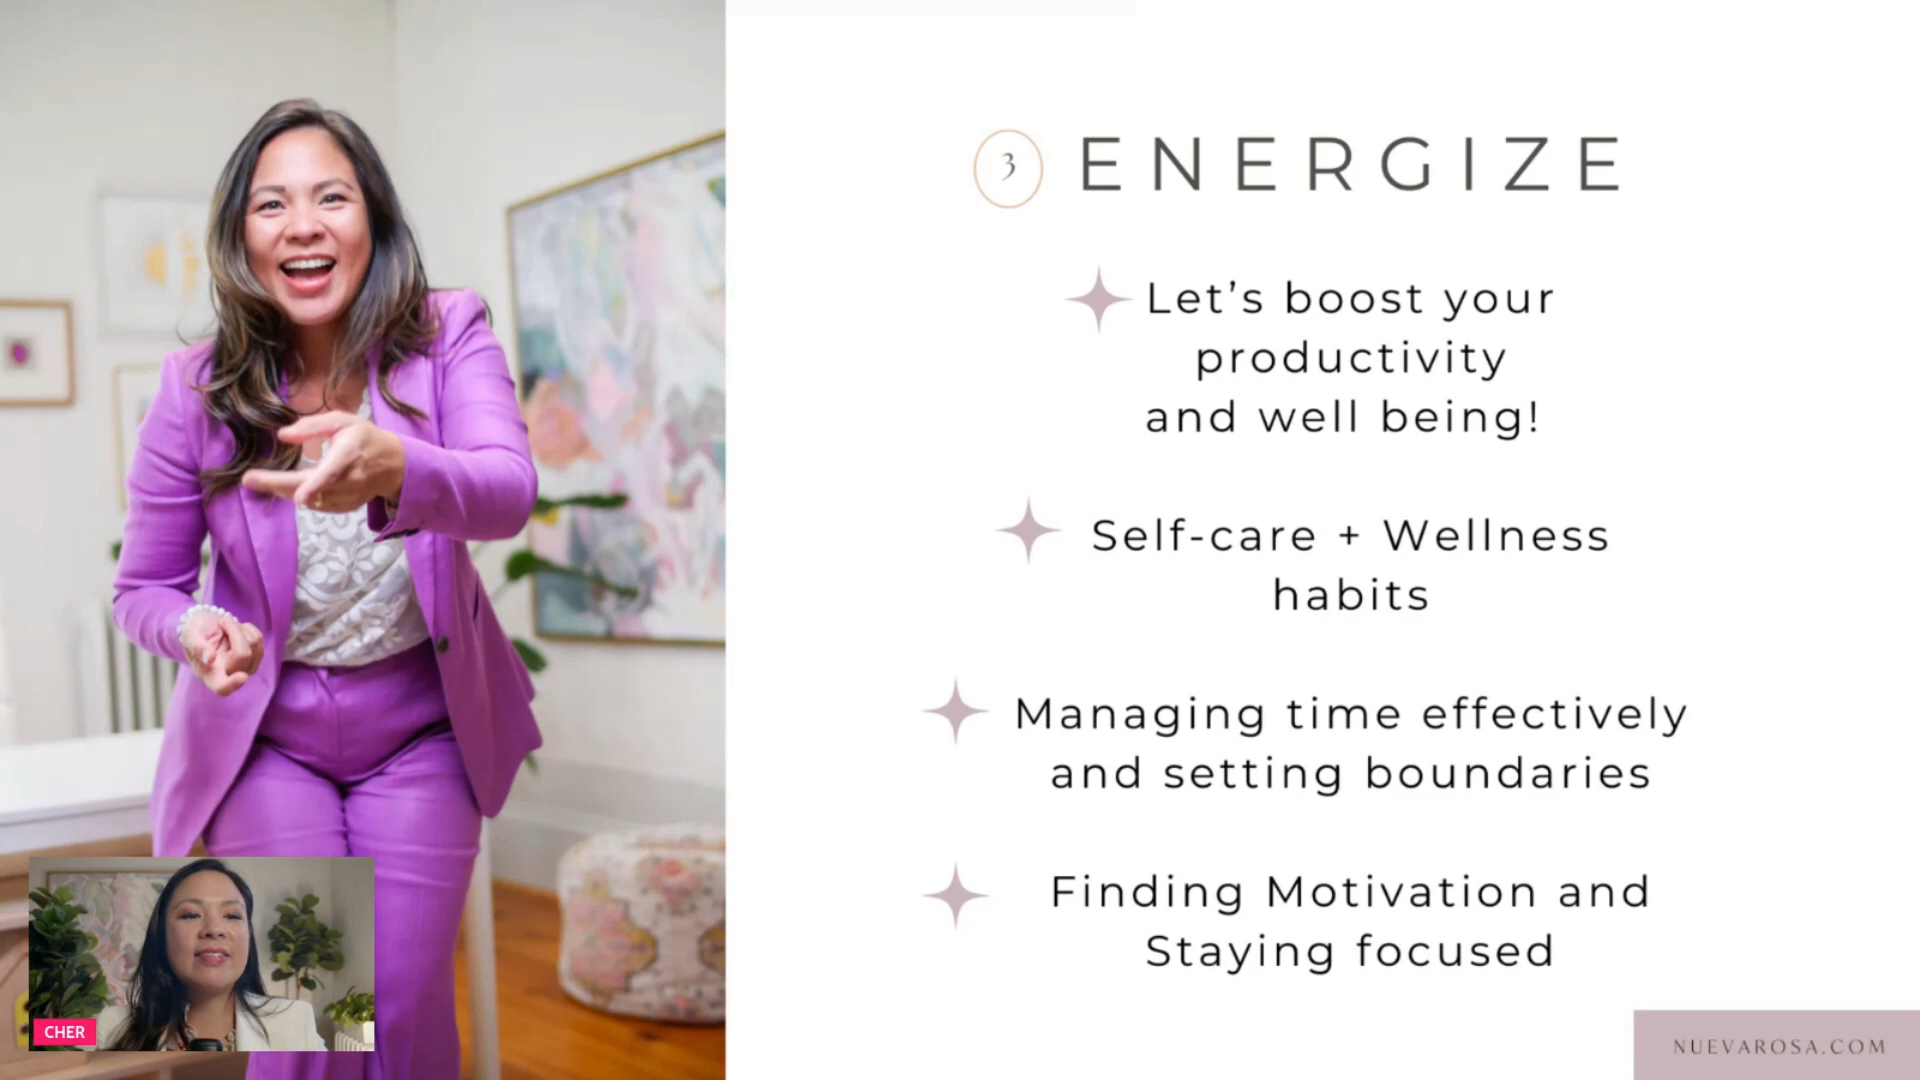 3 ENERGIZE
Let’s boost your
productivity
and well being!
Self-care + Wellness
habits
Managing time effectively
and setting boundaries
Finding Motivation and
Staying focused
CHER
NUEVAROSA.COM